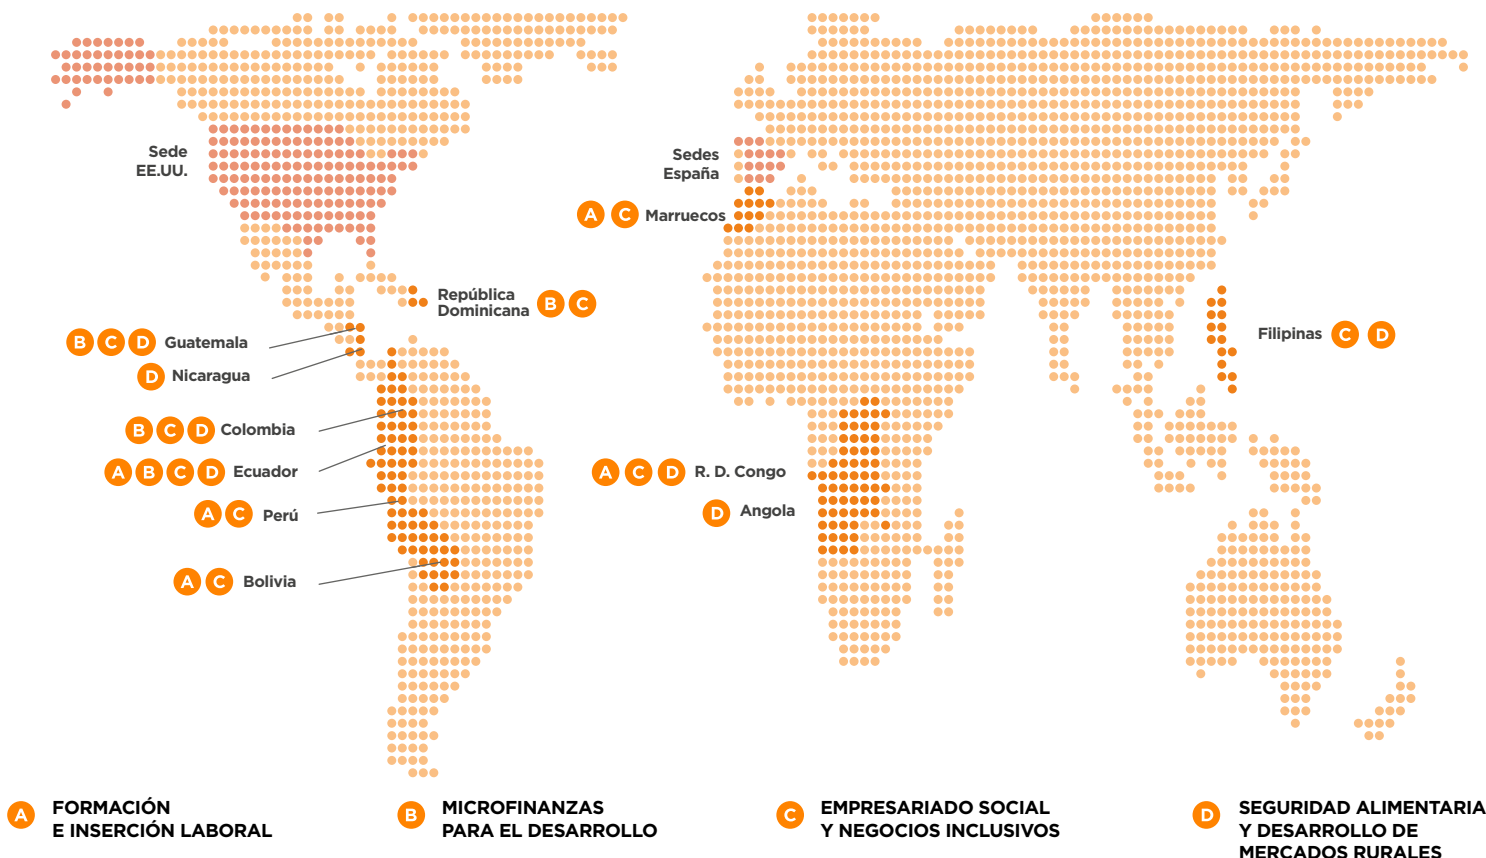 Sede
EE.UU.
Sedes
España
A C Marruecos
República
Dominicana B C
B C D Guatemala
Filipinas C D
D Nicaragua
B C D Colombia
A B C D Ecuador
A C D R. D. Congo
A C Perú
D Angola
A C Bolivia
A FORMACIÓN
E INSERCIÓN LABORAL
B MICROFINANZAS
PARA EL DESARROLLO
C EMPRESARIADO SOCIAL
Y NEGOCIOS INCLUSIVOS
D SEGURIDAD ALIMENTARIA
Y DESARROLLO DE
MERCADOS RURALES